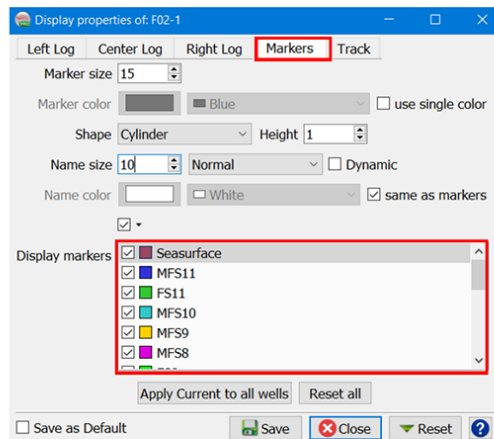 Display properties of: F02-1
Left Log Center Log Right Log Markers Track
Marker size 15
Marker color Blue use single color
Shape Cylinder Height 1
Name size 10 Normal Dynamic
Name color White same as markers
Display markers
Seasurface
MFS11
FS11
MFS10
MFS9
MFS8
Apply Current to all wells Reset all
Save as Default Save Close Reset ?